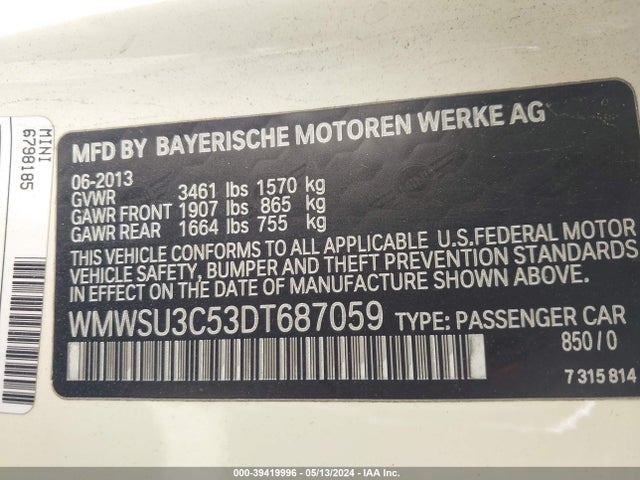 MINI
6798185
MFD BY BAYERISCHE MOTOREN WERKE AG
06-2013
GVWR 3461 lbs 1570 kg
GAWR FRONT 1907 lbs 865 kg
GAWR REAR 1664 lbs 755 kg
THIS VEHICLE CONFORMS TO ALL APPLICABLE U.S.FEDERAL MOTOR
VEHICLE SAFETY, BUMPER AND THEFT PREVENTION STANDARDS
IN EFFECT ON THE DATE OF MANUFACTURE SHOWN ABOVE.
WMWSU3C53DT687059 TYPE: PASSENGER CAR
850/0
7 315 814
000-39419996 - 05/13/2024 - IAA Inc.